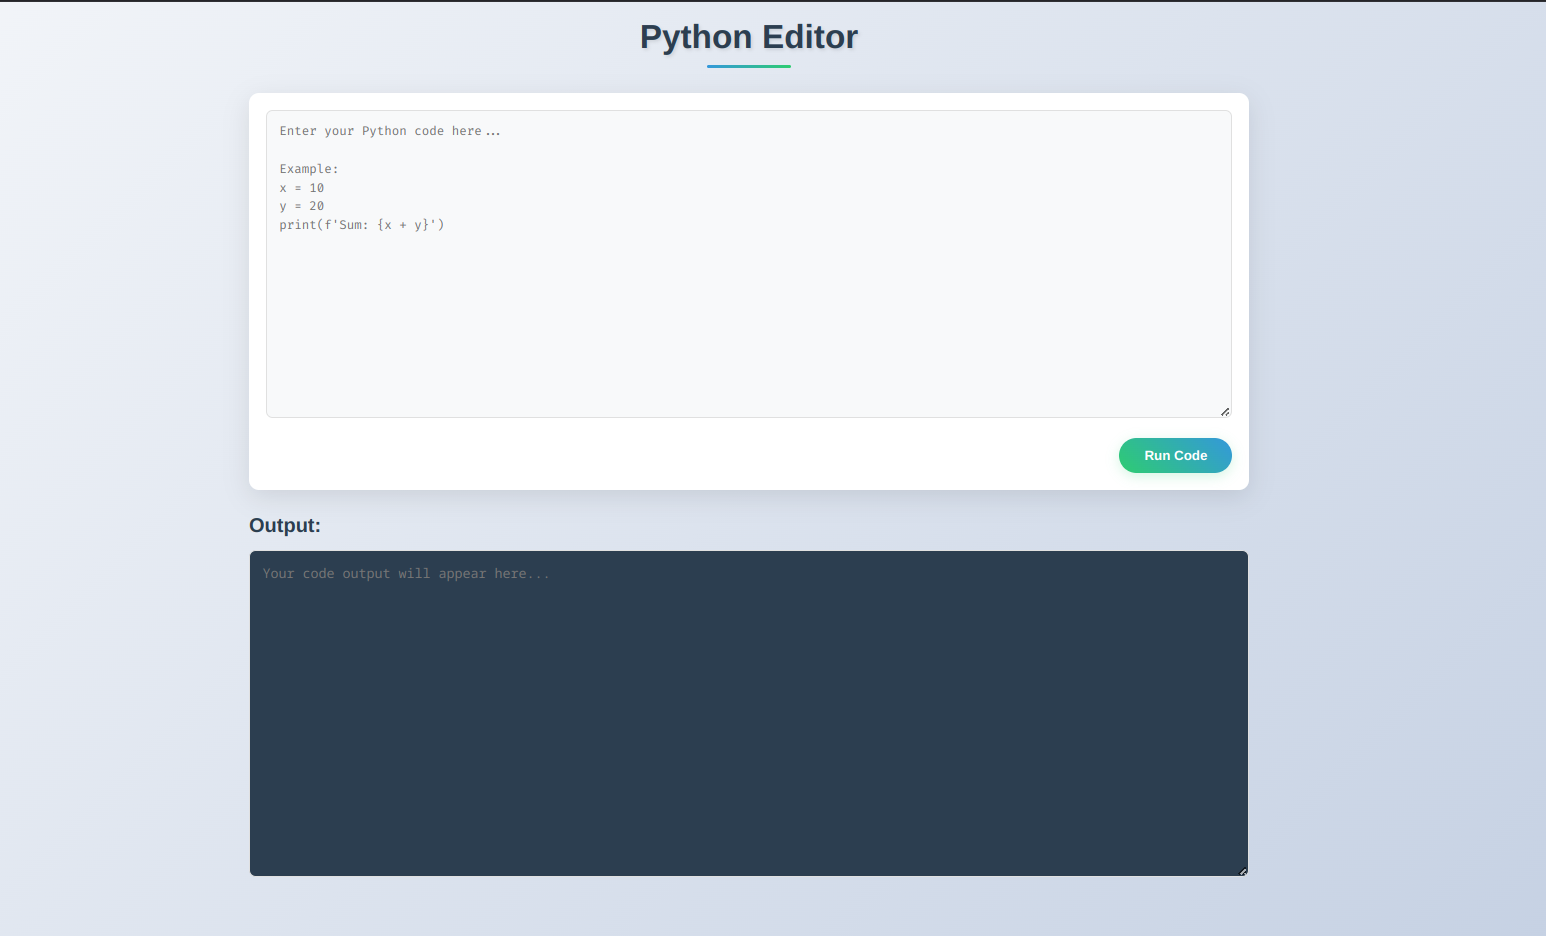 Python Editor
Enter your Python code here...
Example:
x = 10
y = 20
print(f'Sum: {x + y}')
Run Code
Output:
Your code output will appear here...